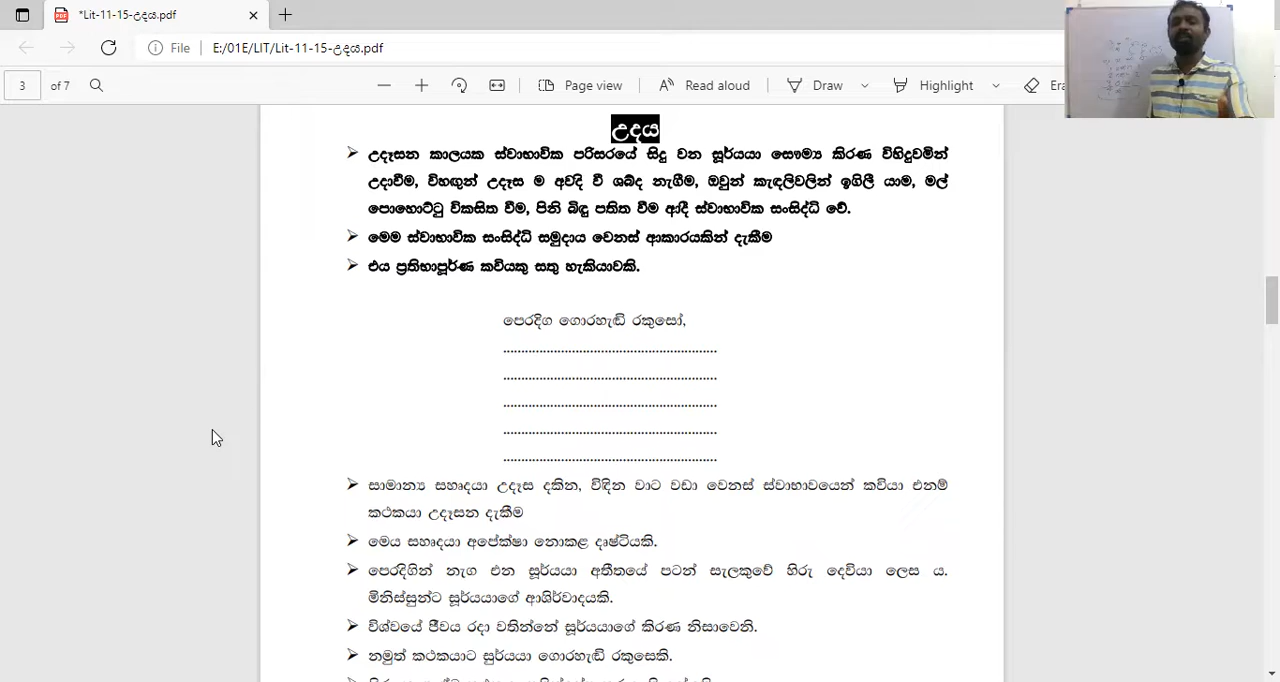 *Lit-11-15-උදය.pdf
File E:/01E/LIT/Lit-11-15-උදය.pdf
3 of 7 Page view Read aloud Draw Highlight
උදය
➢ උදෑසන කාලයක ස්වාභාවික පරිසරයේ සිදු වන සූර්යයා සෞම්‍ය කිරණ විහිදුවමින්
උදාවීම, විහඟුන් උදෑස ම අවදි වී ශබ්ද නැගීම, ඔවුන් කැඳලිවලින් ඉගිලී යාම, මල්
පොහොට්ටු විකසිත වීම, පිනි බිඳු පතිත වීම ආදී ස්වාභාවික සංසිද්ධි වේ.
➢ මෙම ස්වාභාවික සංසිද්ධි සමුදාය වෙනස් ආකාරයකින් දැකීම
➢ එය ප්‍රතිභාපූර්ණ කවියකු සතු හැකියාවකි.
පෙරදිග ගොරහැඬි රකුසෝ,
.........................................................
.........................................................
.........................................................
.........................................................
.........................................................
➢ සාමාන්‍ය සහෘදයා උදෑස දකින, විඳින වාට වඩා වෙනස් ස්වාභාවයෙන් කවියා එනම්
කථකයා උදෑසන දැකීම
➢ මෙය සහෘදයා අපේක්ෂා නොකළ දෘෂ්ටියකි.
➢ පෙරදිගින් නැග එන සූර්යයා අතීතයේ පටන් සැලකුවේ හිරු දෙවියා ලෙස ය.
මිනිස්සුන්ට සූර්යයාගේ ආශිර්වාදයකි.
➢ විශ්වයේ ජීවය රඳා වතින්නේ සූර්යයාගේ කිරණ නිසාවෙනි.
➢ නමුත් කථකයාට සුර්යයා ගොරහැඬි රකුසෙකි.